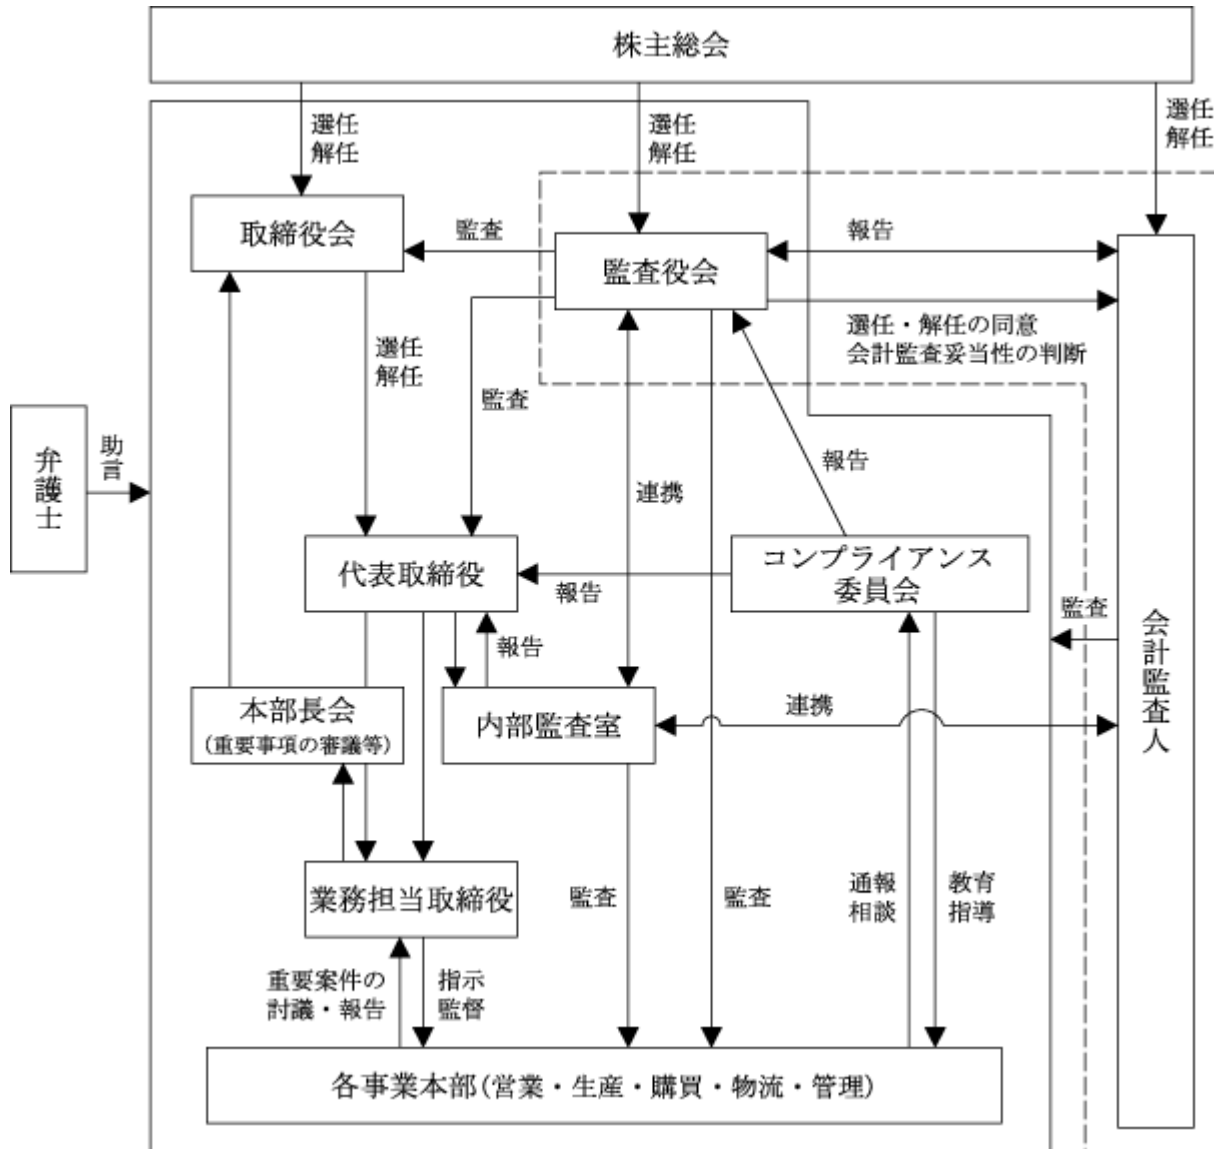 株主総会
選任
解任
選任
解任
選任
解任
取締役会
監査
監査役会
報告
選任・解任の同意
会計監査妥当性の判断
選任
解任
監査
弁護士
助言
連携
報告
代表取締役
報告
コンプライアンス
委員会
監査
会計監査人
報告
本部長会
(重要事項の審議等)
内部監査室
連携
業務担当取締役
監査
監査
通報
相談
教育
指導
重要案件の
討議・報告
指示
監督
各事業本部(営業・生産・購買・物流・管理)